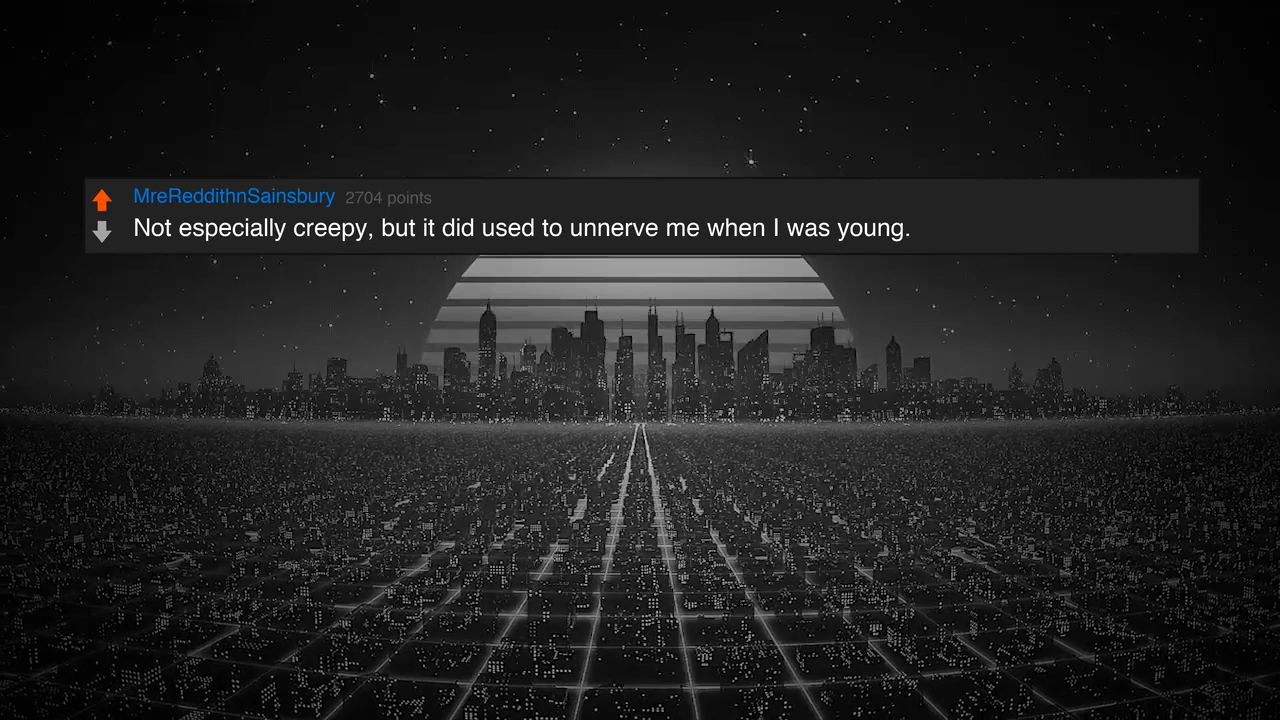 MreReddithnSainsbury 2704 points
Not especially creepy, but it did used to unnerve me when I was young.